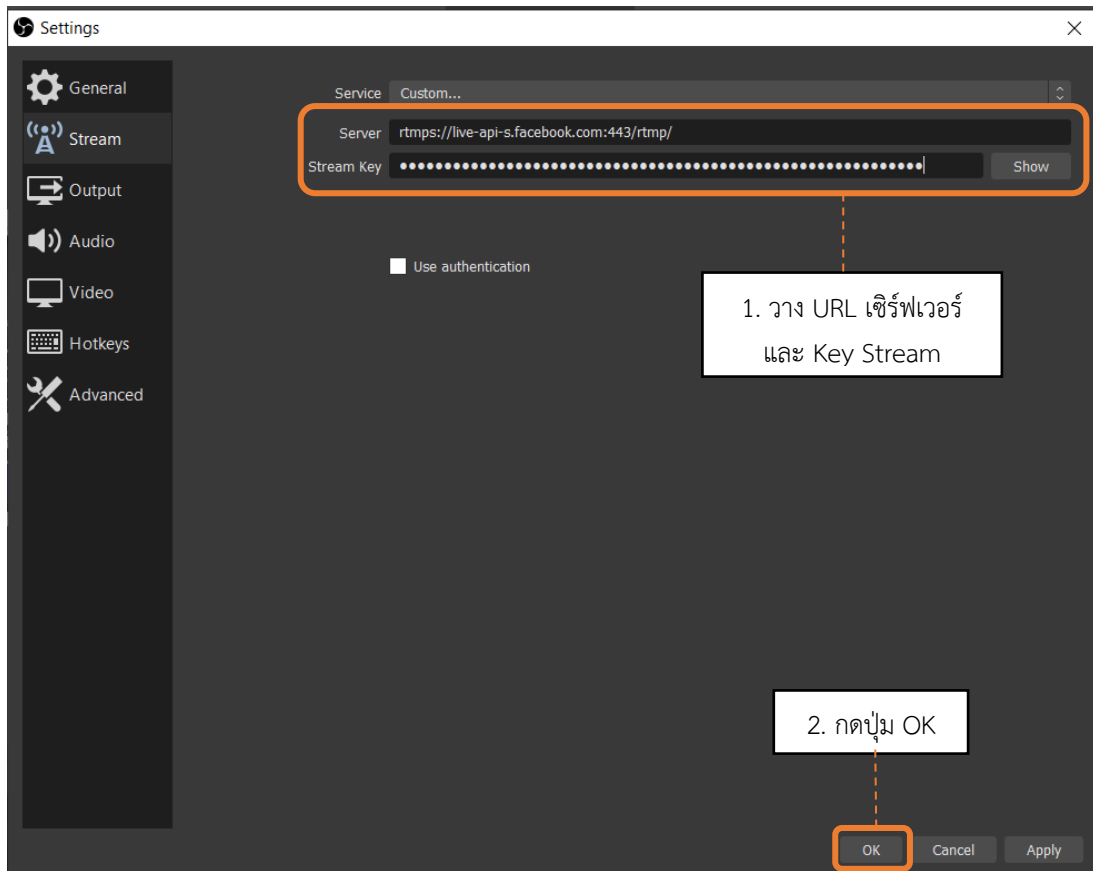 Settings
General
Stream
Output
Audio
Video
Hotkeys
Advanced
Service Custom...
Server rtmps://live-api-s.facebook.com:443/rtmp/
Stream Key ●●●●●●●●●●●●●●●●●●●●●●●●●●●●●●●●●●●●●●●●●●●●●●●●●●●●●●●●●●●● Show
Use authentication
1. วาง URL เซิร์ฟเวอร์
และ Key Stream
2. กดปุ่ม OK
OK Cancel Apply